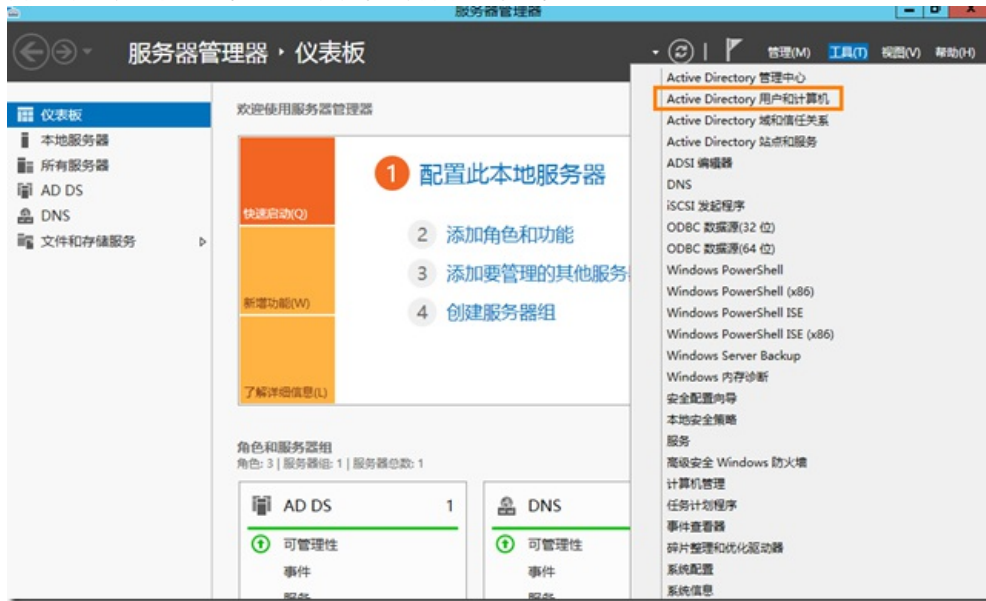 服务器管理器
服务器管理器 · 仪表板
管理(M) 工具(T) 视图(V) 帮助(H)
仪表板
本地服务器
所有服务器
AD DS
DNS
文件和存储服务
欢迎使用服务器管理器
快速启动(Q)
新增功能(W)
了解详细信息(L)
1 配置此本地服务器
2 添加角色和功能
3 添加要管理的其他服务
4 创建服务器组
角色和服务器组
角色: 3 | 服务器组: 1 | 服务器总数: 1
AD DS 1
可管理性
事件
服务
DNS
可管理性
事件
服务
Active Directory 管理中心
Active Directory 用户和计算机
Active Directory 域和信任关系
Active Directory 站点和服务
ADSI 编辑器
DNS
iSCSI 发起程序
ODBC 数据源(32 位)
ODBC 数据源(64 位)
Windows PowerShell
Windows PowerShell (x86)
Windows PowerShell ISE
Windows PowerShell ISE (x86)
Windows Server Backup
Windows 内存诊断
安全配置向导
本地安全策略
服务
高级安全 Windows 防火墙
计算机管理
任务计划程序
事件查看器
碎片整理和优化驱动器
系统配置
系统信息